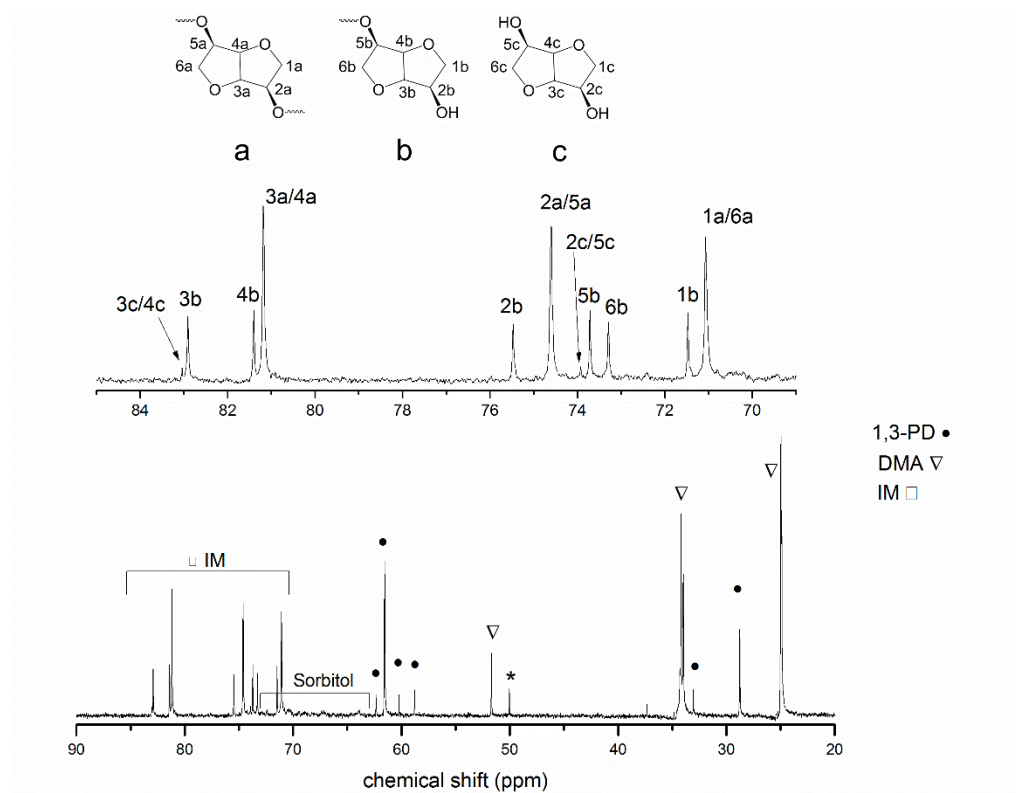 O O HO
5a 4a O 5b 4b O 5c 4c O
6a 1a 6b 1b 6c 1c
O 3a 2a O 3b 2b O 3c 2c
O OH OH
a b c
3a/4a 2a/5a 1a/6a
2c/5c
3c/4c 3b 4b 2b 5b 6b 1b
84 82 80 78 76 74 72 70
1,3-PD ●
DMA ▽
IM □
□ IM
Sorbitol
*
90 80 70 60 50 40 30 20
chemical shift (ppm)